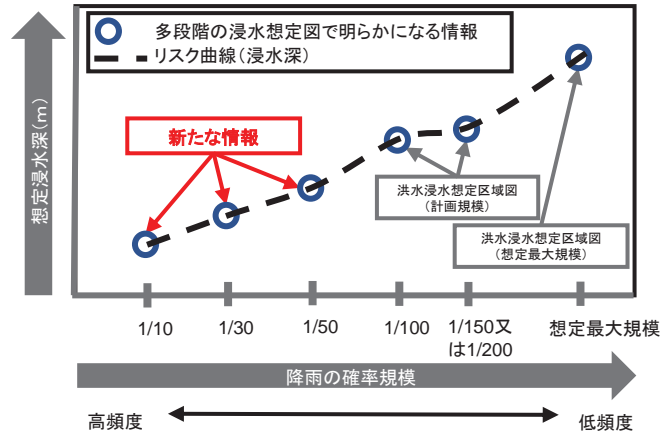 多段階の浸水想定図で明らかになる情報
リスク曲線(浸水深)
新たな情報
想定浸水深(m)
洪水浸水想定区域図
(計画規模)
洪水浸水想定区域図
(想定最大規模)
1/10
1/30
1/50
1/100
1/150又
は1/200
想定最大規模
降雨の確率規模
高頻度
低頻度